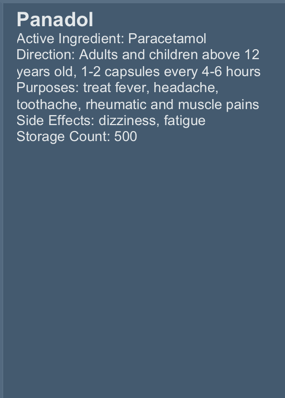 Panadol
Active Ingredient: Paracetamol
Direction: Adults and children above 12
years old, 1-2 capsules every 4-6 hours
Purposes: treat fever, headache,
toothache, rheumatic and muscle pains
Side Effects: dizziness, fatigue
Storage Count: 500